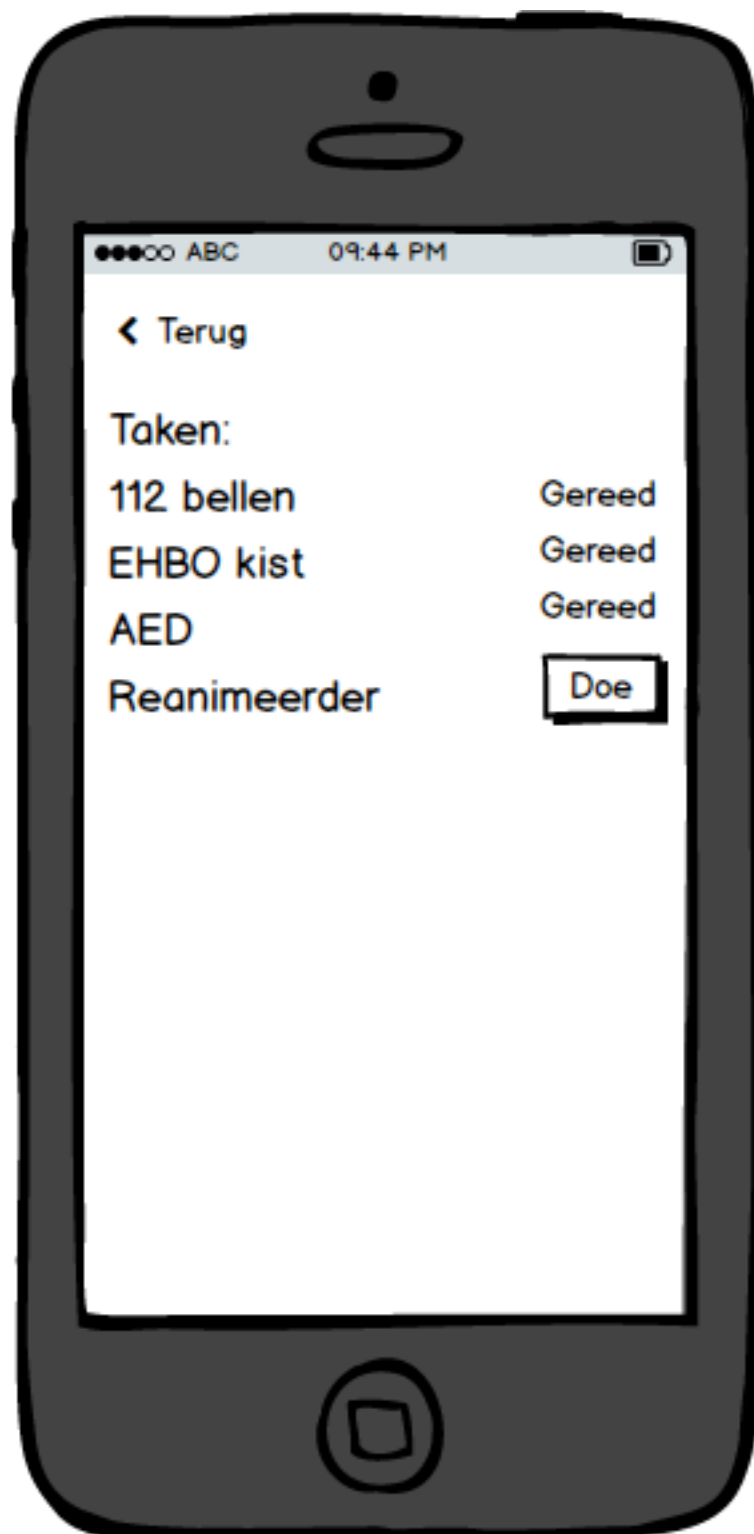 ABC 09:44 PM
Terug
Taken:
112 bellen Gereed
EHBO kist Gereed
AED Gereed
Reanimeerder Doe